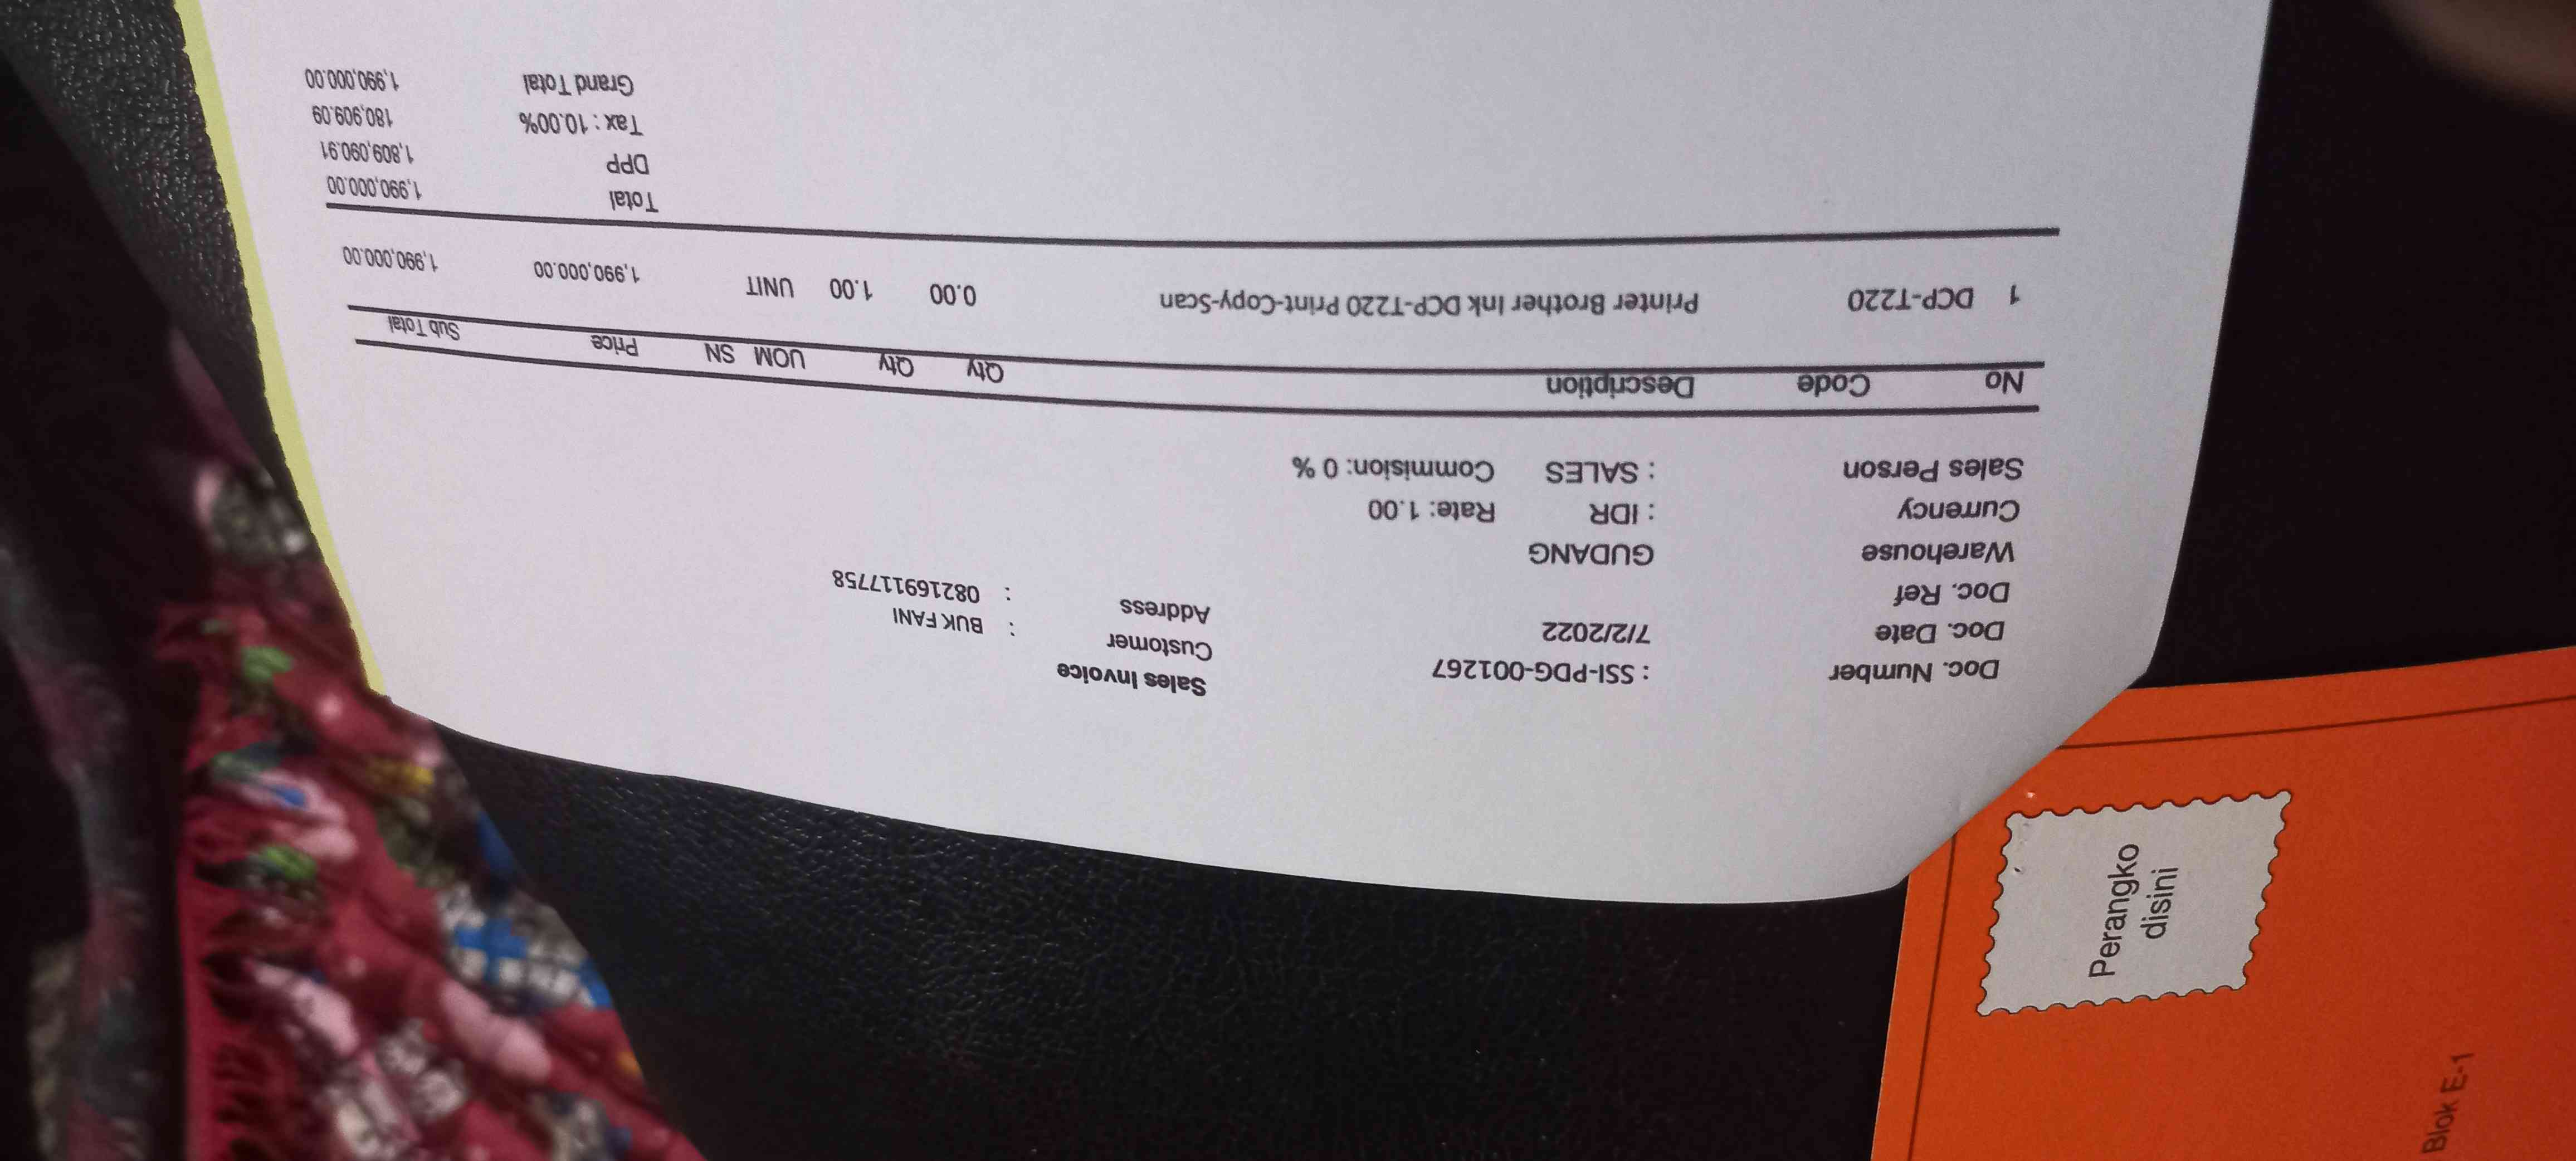 Sales Invoice
Doc. Number : SSI-PDG-001267
Customer : BUK FANI
Doc. Date 7/2/2022
Address : 082169117758
Doc. Ref
Warehouse GUDANG
Currency : IDR Rate: 1.00
Sales Person : SALES Commision: 0 %
No Code Description Qty Qty UOM SN Price Sub Total
1 DCP-T220 Printer Brother Ink DCP-T220 Print-Copy-Scan 0.00 1.00 UNIT 1,990,000.00 1,990,000.00
Total 1,990,000.00
DPP 1,809,090.91
Tax : 10.00% 180,909.09
Grand Total 1,990,000.00
Perangko
disini
Blok E-1